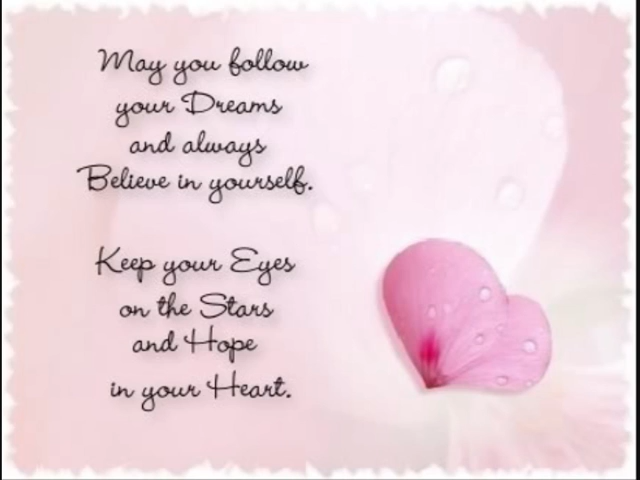 May you follow
your Dreams
and always
Believe in yourself.
Keep your Eyes
on the Stars
and Hope
in your Heart.